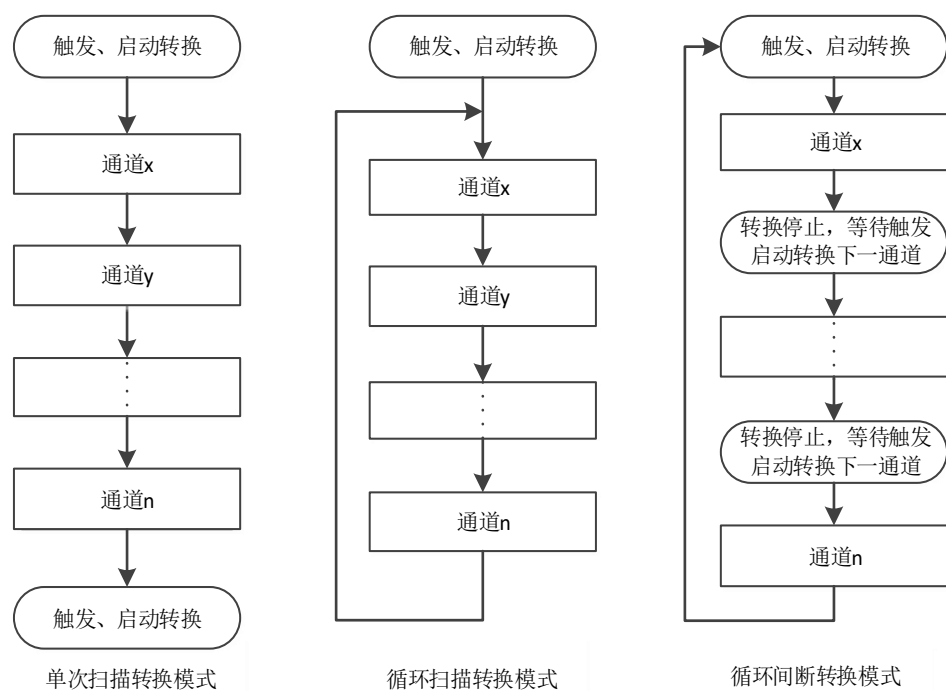 触发、启动转换
通道x
通道y
通道n
触发、启动转换
单次扫描转换模式
触发、启动转换
通道x
通道y
通道n
循环扫描转换模式
触发、启动转换
通道x
转换停止，等待触发
启动转换下一通道
转换停止，等待触发
启动转换下一通道
通道n
循环间断转换模式